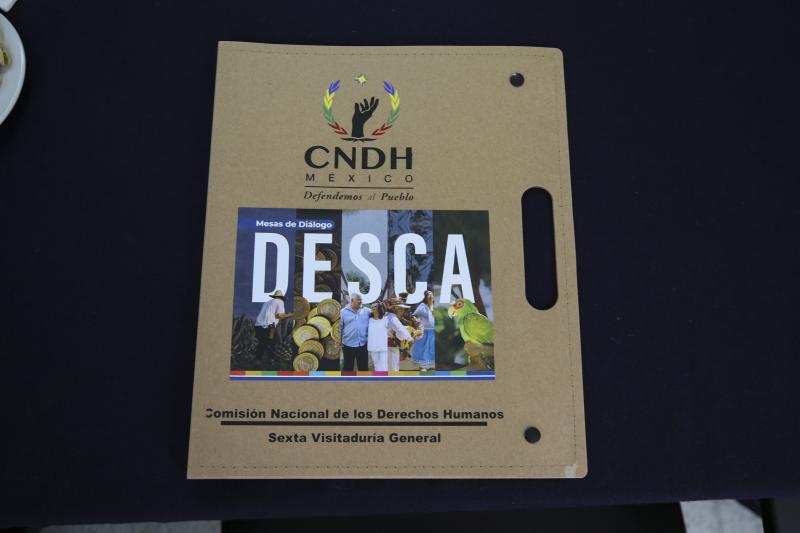 CNDH
MÉXICO
Defendemos al Pueblo
Mesas de Diálogo
DESCA
Comisión Nacional de los Derechos Humanos
Sexta Visitaduría General